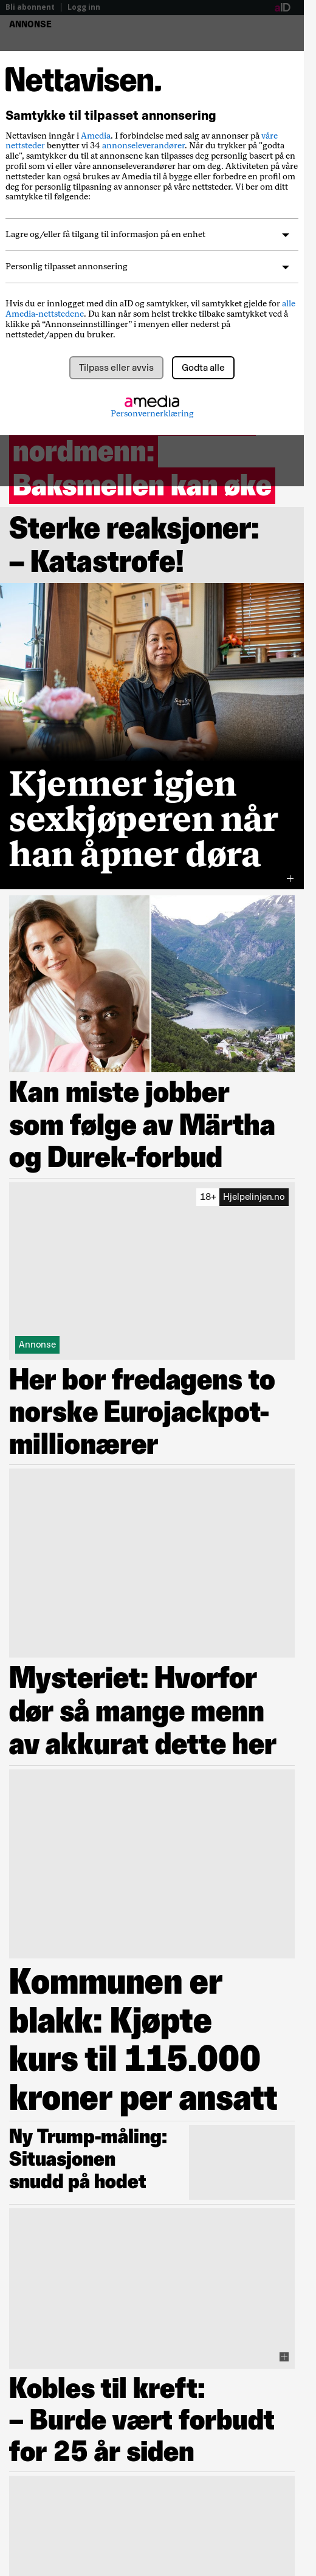 Bli abonnent | Logg inn
aID
ANNONSE
Nettavisen.
Samtykke til tilpasset annonsering
Nettavisen inngår i Amedia. I forbindelse med salg av annonser på våre
nettsteder benytter vi 34 annonseleverandører. Når du trykker på "godta
alle", samtykker du til at annonsene kan tilpasses deg personlig basert på en
profil som vi eller våre annonseleverandører har om deg. Aktiviteten på våre
nettsteder kan også brukes av Amedia til å bygge eller forbedre en profil om
deg for personlig tilpasning av annonser på våre nettsteder. Vi ber om ditt
samtykke til følgende:
Lagre og/eller få tilgang til informasjon på en enhet
Personlig tilpasset annonsering
Hvis du er innlogget med din aID og samtykker, vil samtykket gjelde for alle
Amedia-nettstedene. Du kan når som helst trekke tilbake samtykket ved å
klikke på “Annonseinnstillinger” i menyen eller nederst på
nettstedet/appen du bruker.
Tilpass eller avvis Godta alle
amedia
Personvernerklæring
nordmenn:
Baksmellen kan øke
Sterke reaksjoner:
– Katastrofe!
Kjenner igjen
sexkjøperen når
han åpner døra
Kan miste jobber
som følge av Märtha
og Durek-forbud
18+ Hjelpelinjen.no
Annonse
Her bor fredagens to
norske Eurojackpot-
millionærer
Mysteriet: Hvorfor
dør så mange menn
av akkurat dette her
Kommunen er
blakk: Kjøpte
kurs til 115.000
kroner per ansatt
Ny Trump-måling:
Situasjonen
snudd på hodet
Kobles til kreft:
– Burde vært forbudt
for 25 år siden